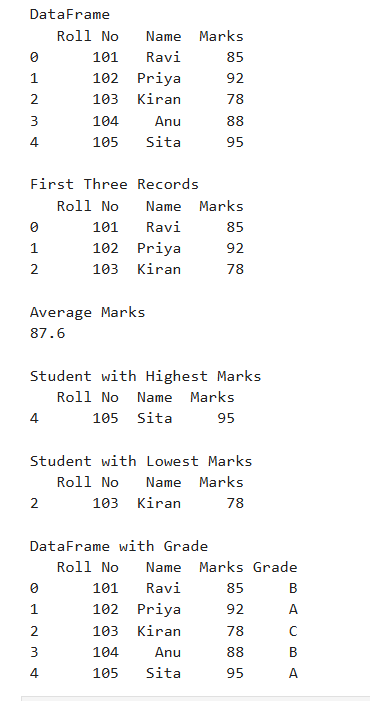 DataFrame
   Roll No   Name  Marks
0      101   Ravi     85
1      102  Priya     92
2      103  Kiran     78
3      104    Anu     88
4      105   Sita     95
First Three Records
   Roll No   Name  Marks
0      101   Ravi     85
1      102  Priya     92
2      103  Kiran     78
Average Marks
87.6
Student with Highest Marks
   Roll No  Name  Marks
4      105  Sita     95
Student with Lowest Marks
   Roll No   Name  Marks
2      103  Kiran     78
DataFrame with Grade
   Roll No   Name  Marks Grade
0      101   Ravi     85     B
1      102  Priya     92     A
2      103  Kiran     78     C
3      104    Anu     88     B
4      105   Sita     95     A